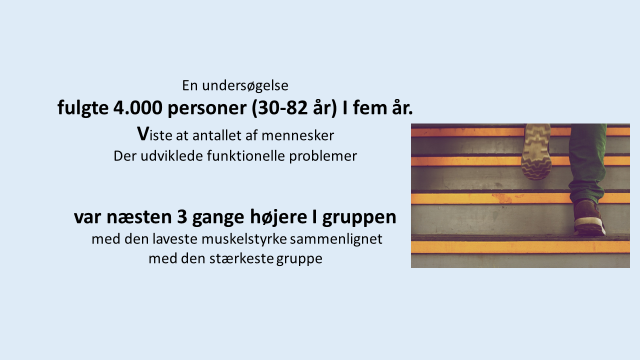 En undersøgelse
fulgte 4.000 personer (30-82 år) I fem år.
Viste at antallet af mennesker
Der udviklede funktionelle problemer
var næsten 3 gange højere I gruppen
med den laveste muskelstyrke sammenlignet
med den stærkeste gruppe